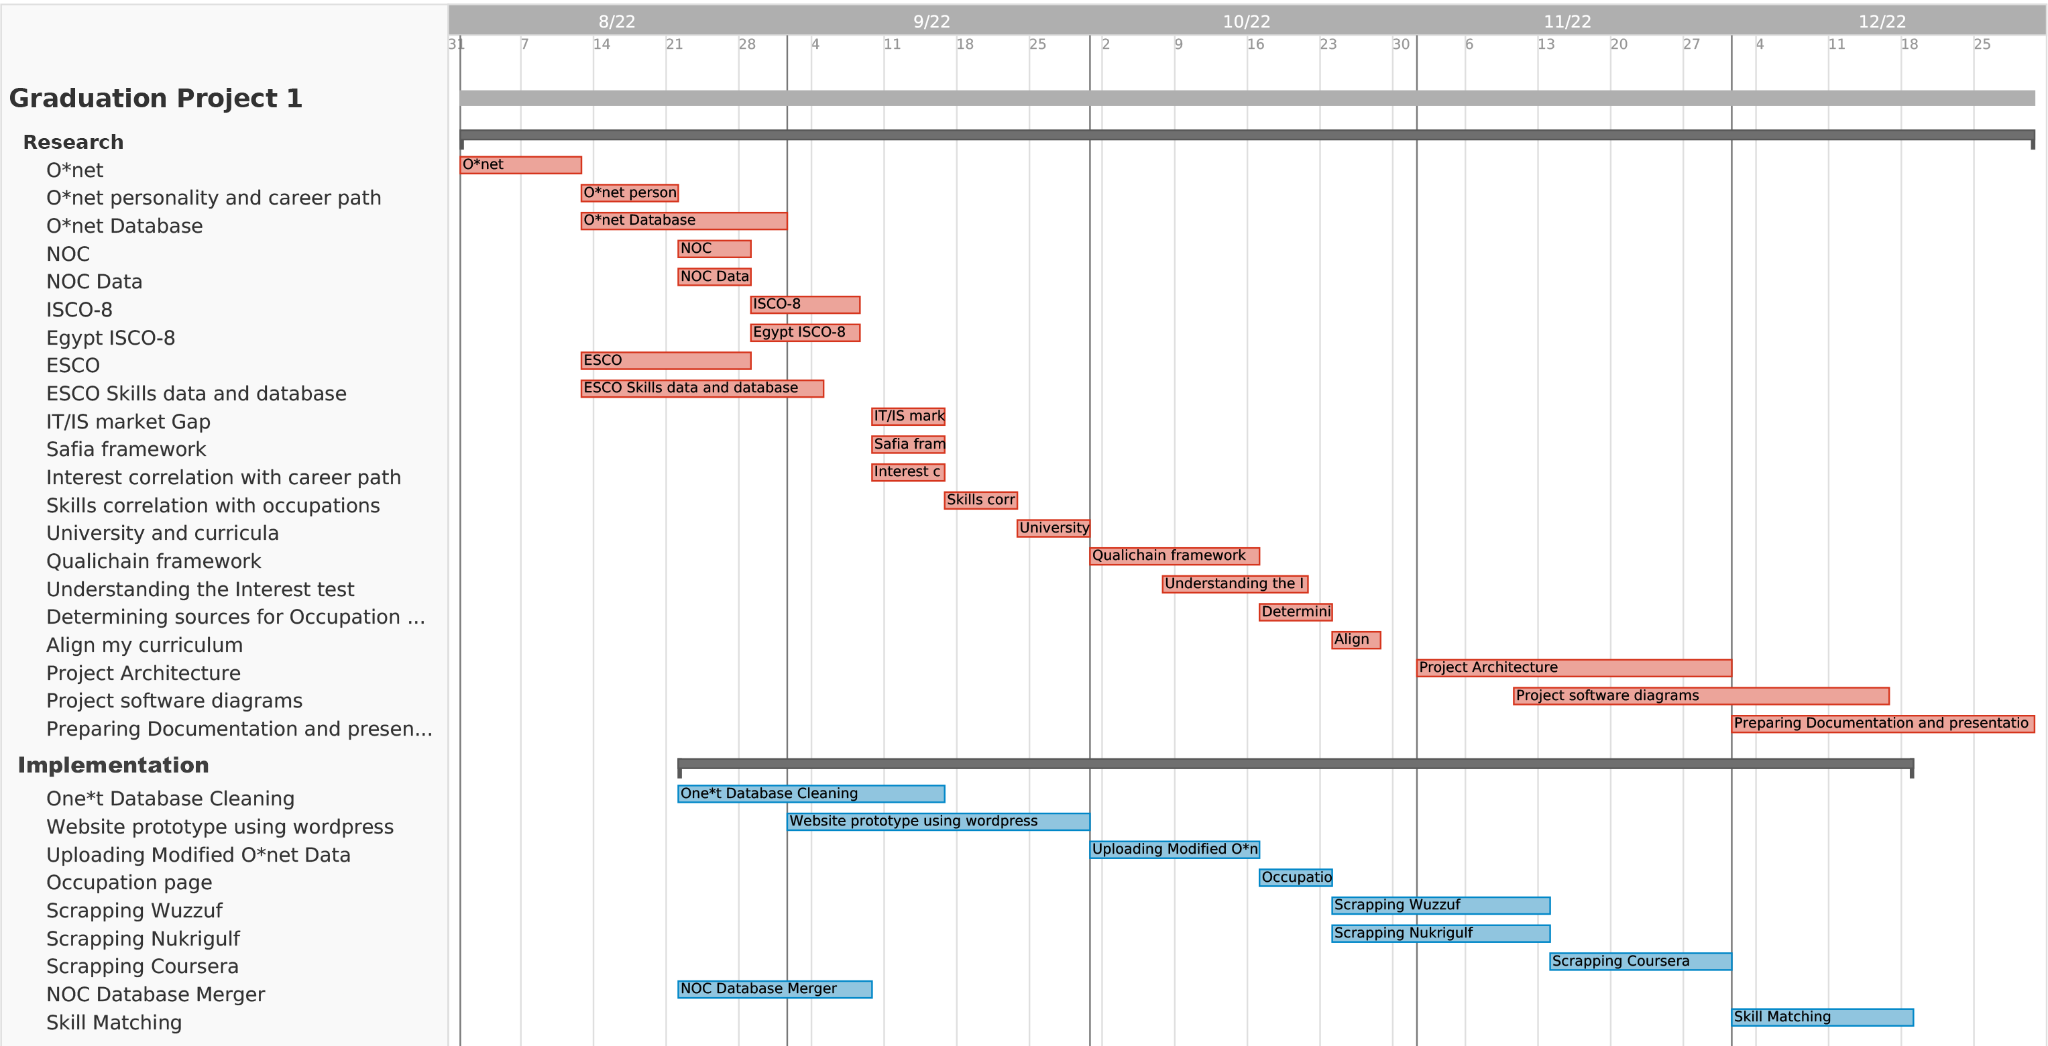 8/22 9/22 10/22 11/22 12/22
31 7 14 21 28 4 11 18 25 2 9 16 23 30 6 13 20 27 4 11 18 25
Graduation Project 1
Research
O*net O*net
O*net personality and career path O*net person
O*net Database O*net Database
NOC NOC
NOC Data NOC Data
ISCO-8 ISCO-8
Egypt ISCO-8 Egypt ISCO-8
ESCO ESCO
ESCO Skills data and database ESCO Skills data and database
IT/IS market Gap IT/IS mark
Safia framework Safia fram
Interest correlation with career path Interest c
Skills correlation with occupations Skills corr
University and curricula University
Qualichain framework Qualichain framework
Understanding the Interest test Understanding the I
Determining sources for Occupation ... Determini
Align my curriculum Align
Project Architecture Project Architecture
Project software diagrams Project software diagrams
Preparing Documentation and presen... Preparing Documentation and presentatio
Implementation
One*t Database Cleaning One*t Database Cleaning
Website prototype using wordpress Website prototype using wordpress
Uploading Modified O*net Data Uploading Modified O*n
Occupation page Occupatio
Scrapping Wuzzuf Scrapping Wuzzuf
Scrapping Nukrigulf Scrapping Nukrigulf
Scrapping Coursera Scrapping Coursera
NOC Database Merger NOC Database Merger
Skill Matching Skill Matching